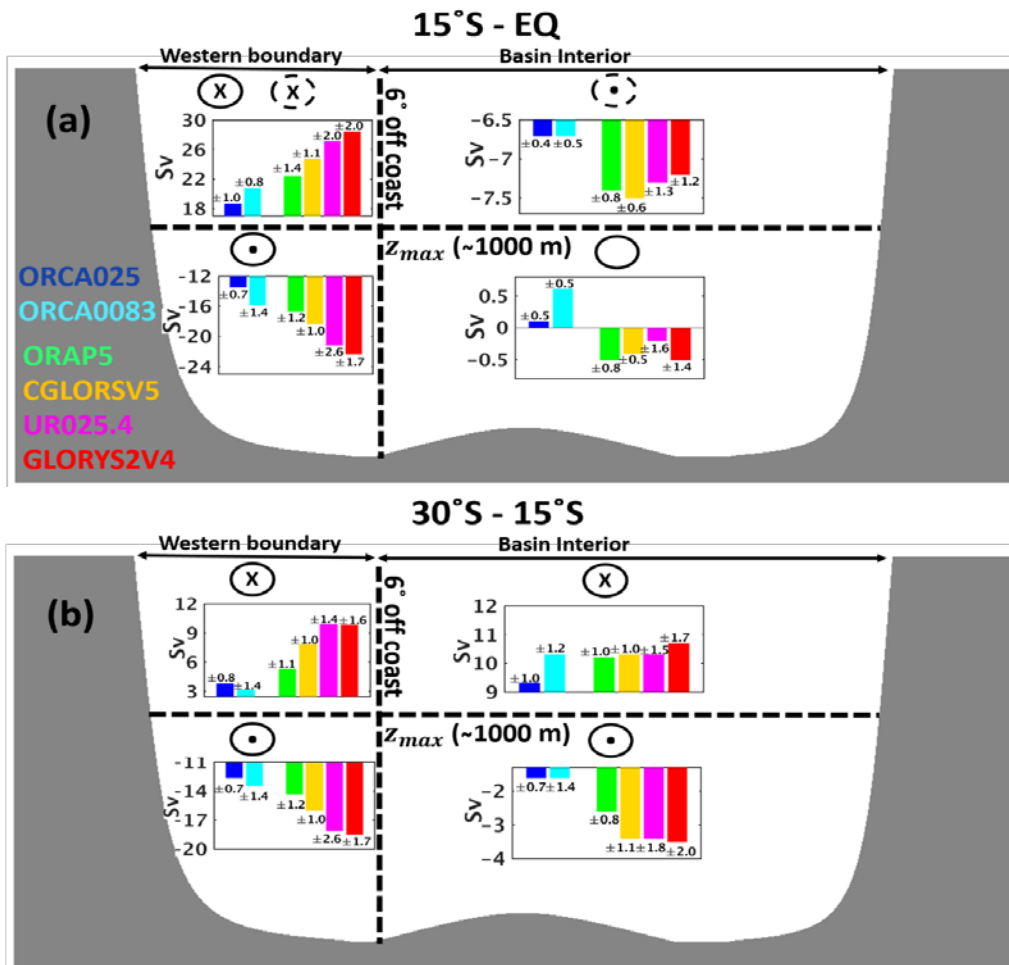 15°S - EQ
Western boundary
Basin Interior
(a)
X
X
6° off coast
30
26
22
18
Sv
±1.0
±0.8
±1.4
±1.1
±2.0
±2.0
-6.5
-7
-7.5
Sv
±0.4
±0.5
±0.8
±0.6
±1.3
±1.2
z_max (~1000 m)
-12
-16
-20
-24
Sv
±0.7
±1.4
±1.2
±1.0
±2.6
±1.7
0.5
0
-0.5
Sv
±0.5
±0.5
±0.8
±0.5
±1.6
±1.4
ORCA025
ORCA0083
ORAP5
CGLORSV5
UR025.4
GLORYS2V4
30°S - 15°S
Western boundary
Basin Interior
(b)
X
X
6° off coast
12
9
6
3
Sv
±0.8
±1.4
±1.1
±1.0
±1.4
±1.6
12
11
10
9
Sv
±1.0
±1.2
±1.0
±1.0
±1.5
±1.7
z_max (~1000 m)
-11
-14
-17
-20
Sv
±0.7
±1.4
±1.2
±1.0
±2.6
±1.7
-2
-3
-4
Sv
±0.7
±1.4
±0.8
±1.1
±1.8
±2.0